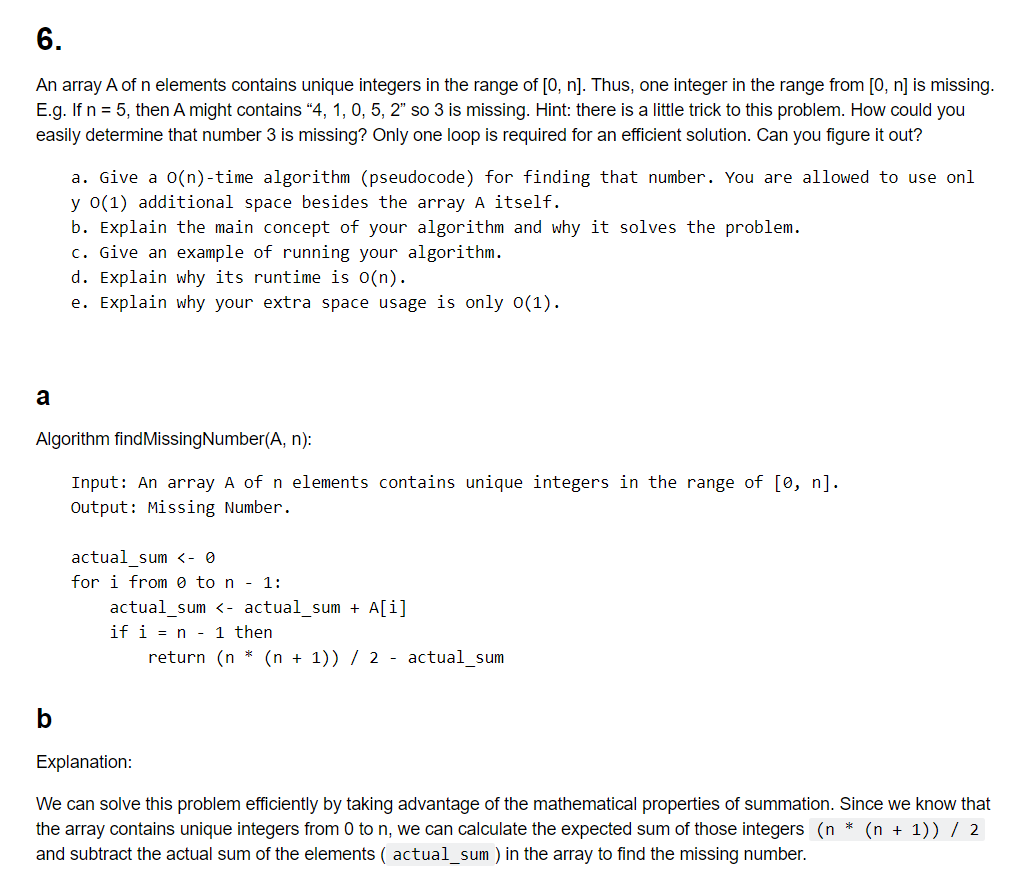 6.
An array A of n elements contains unique integers in the range of [0, n]. Thus, one integer in the range from [0, n] is missing.
E.g. If n = 5, then A might contains “4, 1, 0, 5, 2” so 3 is missing. Hint: there is a little trick to this problem. How could you
easily determine that number 3 is missing? Only one loop is required for an efficient solution. Can you figure it out?
a. Give a O(n)-time algorithm (pseudocode) for finding that number. You are allowed to use onl
y O(1) additional space besides the array A itself.
b. Explain the main concept of your algorithm and why it solves the problem.
c. Give an example of running your algorithm.
d. Explain why its runtime is O(n).
e. Explain why your extra space usage is only O(1).
a
Algorithm findMissingNumber(A, n):
Input: An array A of n elements contains unique integers in the range of [0, n].
Output: Missing Number.
actual_sum <- 0
for i from 0 to n - 1:
actual_sum <- actual_sum + A[i]
if i = n - 1 then
return (n * (n + 1)) / 2 - actual_sum
b
Explanation:
We can solve this problem efficiently by taking advantage of the mathematical properties of summation. Since we know that
the array contains unique integers from 0 to n, we can calculate the expected sum of those integers (n * (n + 1)) / 2
and subtract the actual sum of the elements ( actual_sum ) in the array to find the missing number.